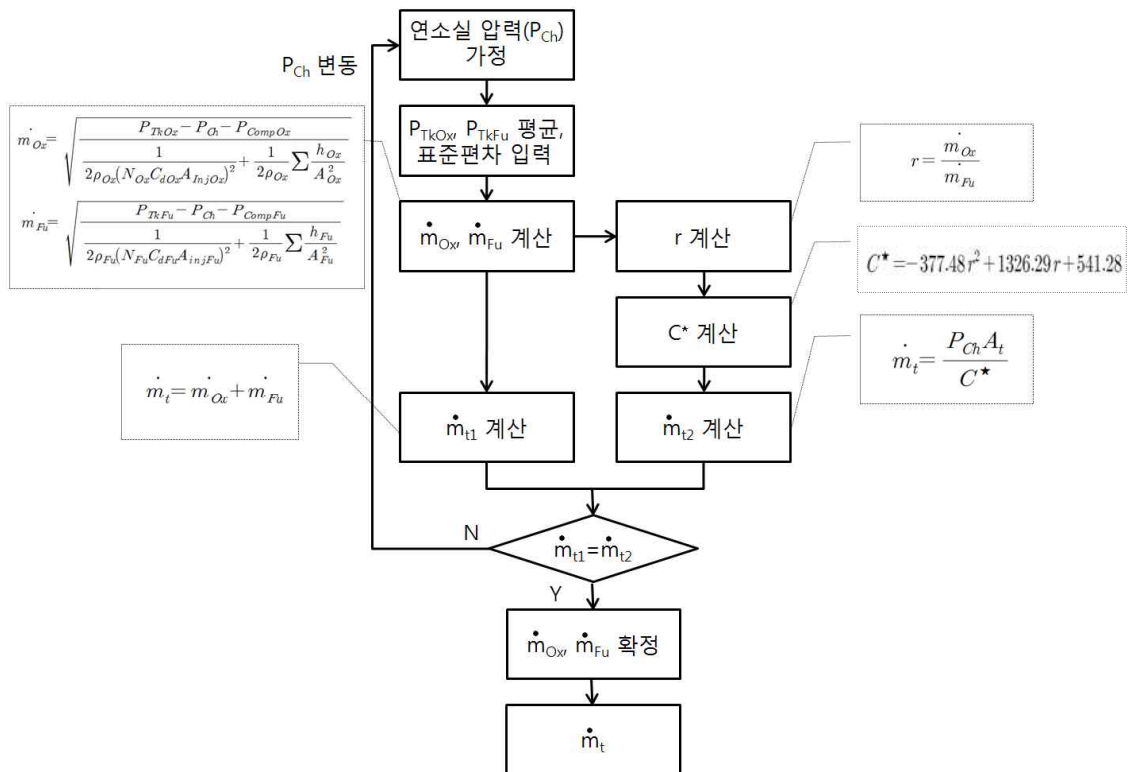 연소실 압력(P_Ch)
가정
P_Ch 변동
P_TkOx, P_TkFu 평균,
표준편차 입력
ṁ_Ox = √((P_TkOx − P_Ch − P_CompOx) / (1/(2ρ_Ox(N_Ox C_dOx A_InjOx)²) + 1/(2ρ_Ox) ∑ h_Ox/A_Ox²))
ṁ_Fu = √((P_TkFu − P_Ch − P_CompFu) / (1/(2ρ_Fu(N_Fu C_dFu A_injFu)²) + 1/(2ρ_Fu) ∑ h_Fu/A_Fu²))
ṁ_Ox, ṁ_Fu 계산
r 계산
r = ṁ_Ox / ṁ_Fu
C* 계산
C★ = −377.48r² + 1326.29r + 541.28
ṁ_t = ṁ_Ox + ṁ_Fu
ṁ_t1 계산
ṁ_t2 계산
ṁ_t = P_Ch A_t / C★
N
ṁ_t1 = ṁ_t2
Y
ṁ_Ox, ṁ_Fu 확정
ṁ_t